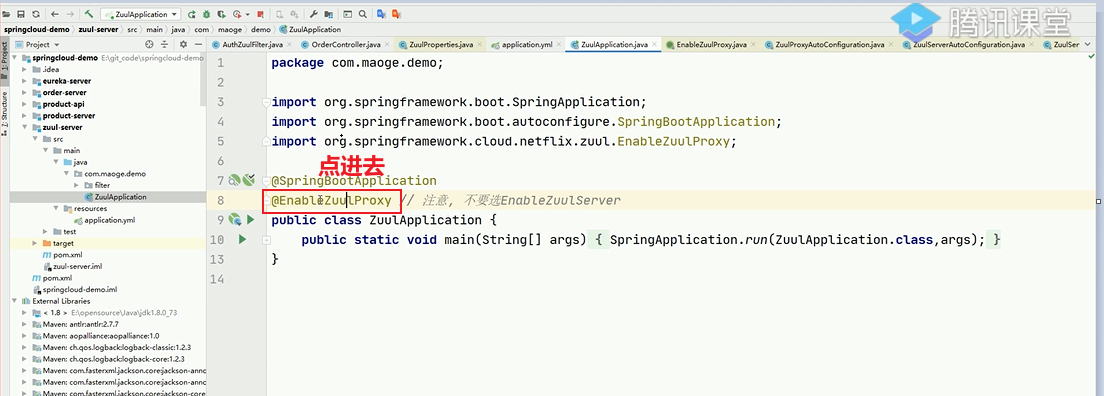 ZuulApplication
腾讯课堂
springcloud-demo
zuul-server
src
main
java
com
maoge
demo
ZuulApplication
1: Project
Z: Structure
Project
AuthZuulFilter.java
OrderController.java
ZuulProperties.java
application.yml
ZuulApplication.java
EnableZuulProxy.java
ZuulProxyAutoConfiguration.java
ZuulServerAutoConfiguration.java
ZuulSer
springcloud-demo E:\git_code\springcloud-demo
.idea
eureka-server
order-server
product-api
product-server
zuul-server
src
main
java
com.maoge.demo
filter
ZuulApplication
resources
application.yml
test
target
pom.xml
zuul-server.iml
pom.xml
springcloud-demo.iml
External Libraries
< 1.8 > E:\opensource\Java\jdk1.8.0_73
Maven: antlr:antlr:2.7.7
Maven: aopalliance:aopalliance:1.0
Maven: ch.qos.logback:logback-classic:1.2.3
Maven: ch.qos.logback:logback-core:1.2.3
Maven: com.fasterxml.jackson.core:jackson-anno
Maven: com.fasterxml.jackson.core:jackson-core
Maven: com.fasterxml.jackson.core:jackson-data
1 package com.maoge.demo;
2
3 import org.springframework.boot.SpringApplication;
4 import org.springframework.boot.autoconfigure.SpringBootApplication;
5 import org.springframework.cloud.netflix.zuul.EnableZuulProxy;
6
点进去
7 @SpringBootApplication
8 @EnableZuulProxy // 注意, 不要选EnableZuulServer
9 public class ZuulApplication {
10 public static void main(String[] args) { SpringApplication.run(ZuulApplication.class,args); }
13 }
14